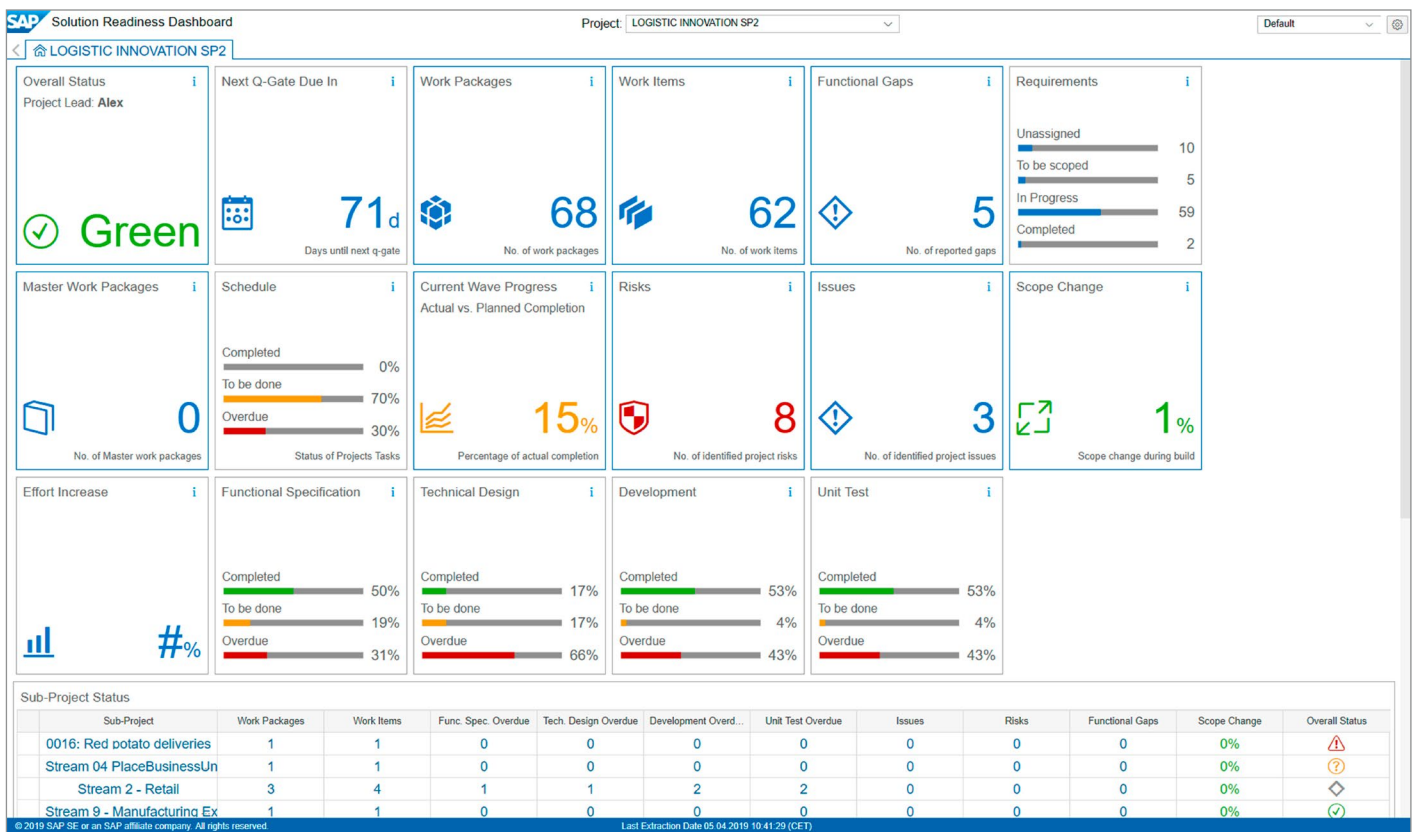 SAP Solution Readiness Dashboard Project: LOGISTIC INNOVATION SP2 Default
LOGISTIC INNOVATION SP2
Overall Status i
Project Lead: Alex
Green
Next Q-Gate Due In i
71d
Days until next q-gate
Work Packages i
68
No. of work packages
Work Items i
62
No. of work items
Functional Gaps i
5
No. of reported gaps
Requirements i
Unassigned
10
To be scoped
5
In Progress
59
Completed
2
Master Work Packages i
0
No. of Master work packages
Schedule i
Completed
0%
To be done
70%
Overdue
30%
Status of Projects Tasks
Current Wave Progress i
Actual vs. Planned Completion
15%
Percentage of actual completion
Risks i
8
No. of identified project risks
Issues i
3
No. of identified project issues
Scope Change i
1%
Scope change during build
Effort Increase i
#%
Functional Specification i
Completed
50%
To be done
19%
Overdue
31%
Technical Design i
Completed
17%
To be done
17%
Overdue
66%
Development i
Completed
53%
To be done
4%
Overdue
43%
Unit Test i
Completed
53%
To be done
4%
Overdue
43%
Sub-Project Status
Sub-Project Work Packages Work Items Func. Spec. Overdue Tech. Design Overdue Development Overd... Unit Test Overdue Issues Risks Functional Gaps Scope Change Overall Status
0016: Red potato deliveries 1 1 0 0 0 0 0 0 0 0%
Stream 04 PlaceBusinessUn 1 1 0 0 0 0 0 0 0 0%
Stream 2 - Retail 3 4 1 1 2 2 0 0 0 0%
Stream 9 - Manufacturing Ex 1 1 0 0 0 0 0 0 0 0%
© 2019 SAP SE or an SAP affiliate company. All rights reserved. Last Extraction Date 05.04.2019 10:41:29 (CET)